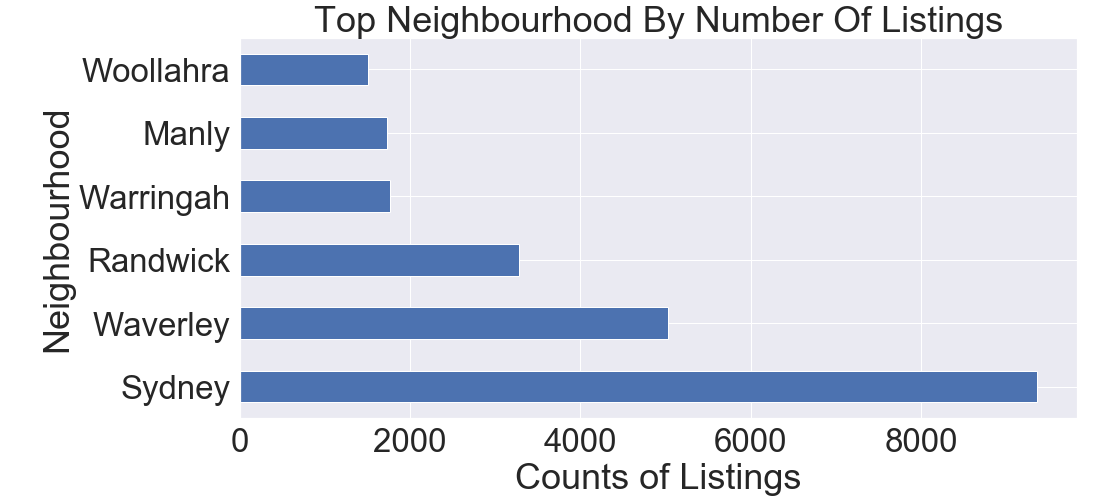 Top Neighbourhood By Number Of Listings
Neighbourhood
Woollahra
Manly
Warringah
Randwick
Waverley
Sydney
0 2000 4000 6000 8000
Counts of Listings